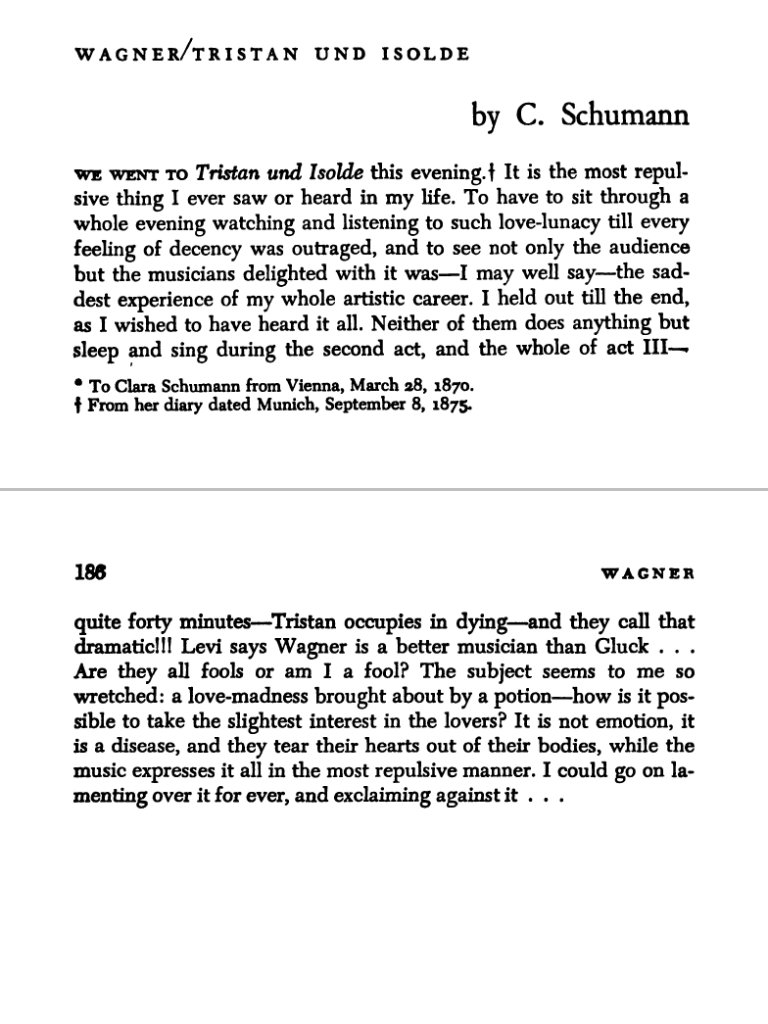 WAGNER/TRISTAN UND ISOLDE
by C. Schumann
WE WENT TO Tristan und Isolde this evening.† It is the most repul-
sive thing I ever saw or heard in my life. To have to sit through a
whole evening watching and listening to such love-lunacy till every
feeling of decency was outraged, and to see not only the audience
but the musicians delighted with it was—I may well say—the sad-
dest experience of my whole artistic career. I held out till the end,
as I wished to have heard it all. Neither of them does anything but
sleep and sing during the second act, and the whole of act III—
* To Clara Schumann from Vienna, March 28, 1870.
† From her diary dated Munich, September 8, 1875.
186 WAGNER
quite forty minutes—Tristan occupies in dying—and they call that
dramatic!!! Levi says Wagner is a better musician than Gluck . . .
Are they all fools or am I a fool? The subject seems to me so
wretched: a love-madness brought about by a potion—how is it pos-
sible to take the slightest interest in the lovers? It is not emotion, it
is a disease, and they tear their hearts out of their bodies, while the
music expresses it all in the most repulsive manner. I could go on la-
menting over it for ever, and exclaiming against it . . .